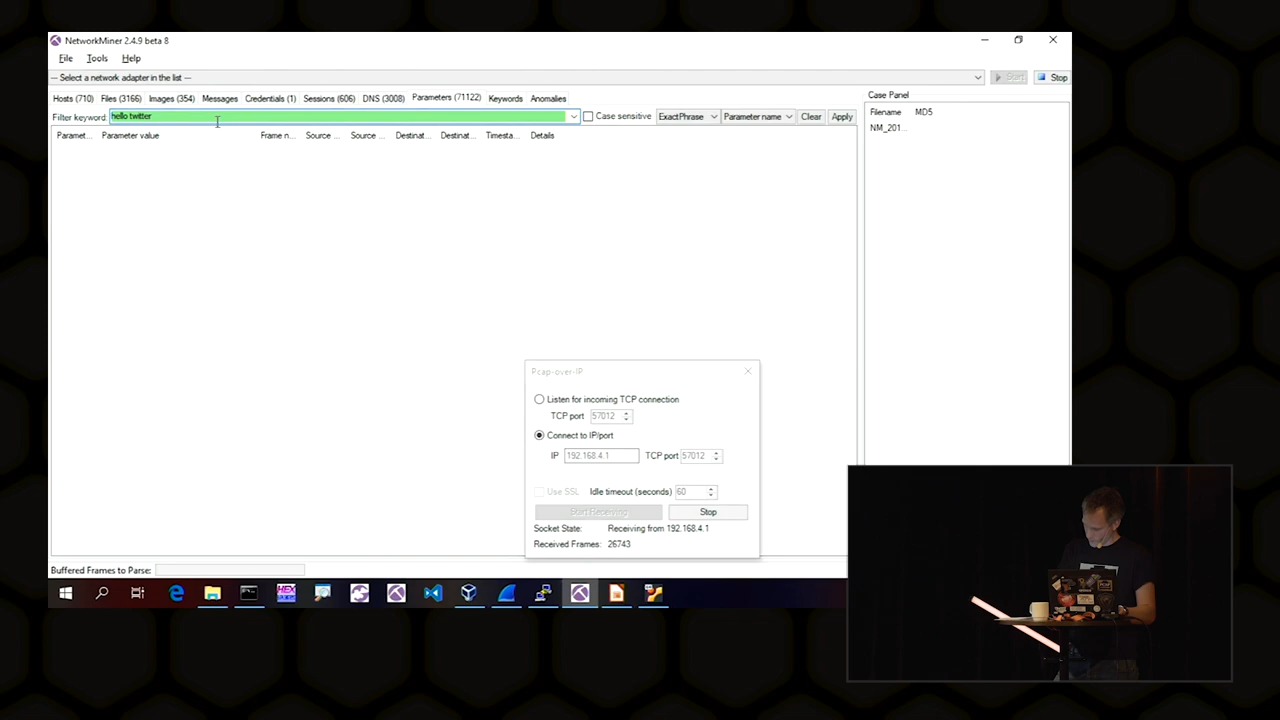 NetworkMiner 2.4.9 beta 8
File Tools Help
--- Select a network adapter in the list ---
Start Stop
Hosts (710) Files (3166) Images (354) Messages Credentials (1) Sessions (606) DNS (3008) Parameters (71122) Keywords Anomalies
Filter keyword: hello twitter Case sensitive ExactPhrase Parameter name Clear Apply
Paramet... Parameter value Frame n... Source ... Source ... Destinat... Destinat... Timesta... Details
Case Panel
Filename MD5
NM_201...
Pcap-over-IP
Listen for incoming TCP connection
TCP port 57012
Connect to IP/port
IP 192.168.4.1 TCP port 57012
Use SSL Idle timeout (seconds) 60
Start Receiving Stop
Socket State: Receiving from 192.168.4.1
Received Frames: 26743
Buffered Frames to Parse: